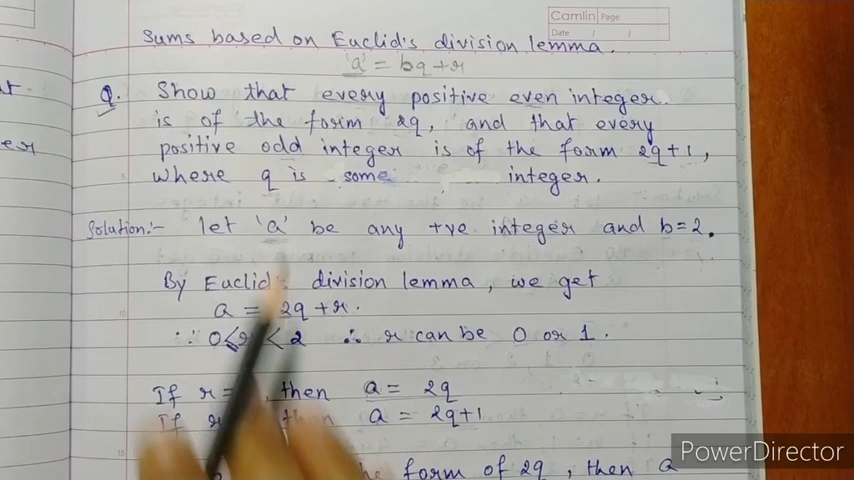 Camlin Page
Date / /
Sums based on Euclid's division lemma.
'a' = bq + r
Q. Show that every positive even integer
is of the form 2q, and that every
positive odd integer is of the form 2q+1,
where q is some integer.
Solution:- let 'a' be any +ve integer and b=2.
By Euclid's division lemma, we get
a = 2q + r.
∵ 0 ≤ r < 2 ∴ r can be 0 or 1.
If r = , then a = 2q
If r then a = 2q+1
the form of 2q, then a
PowerDirector